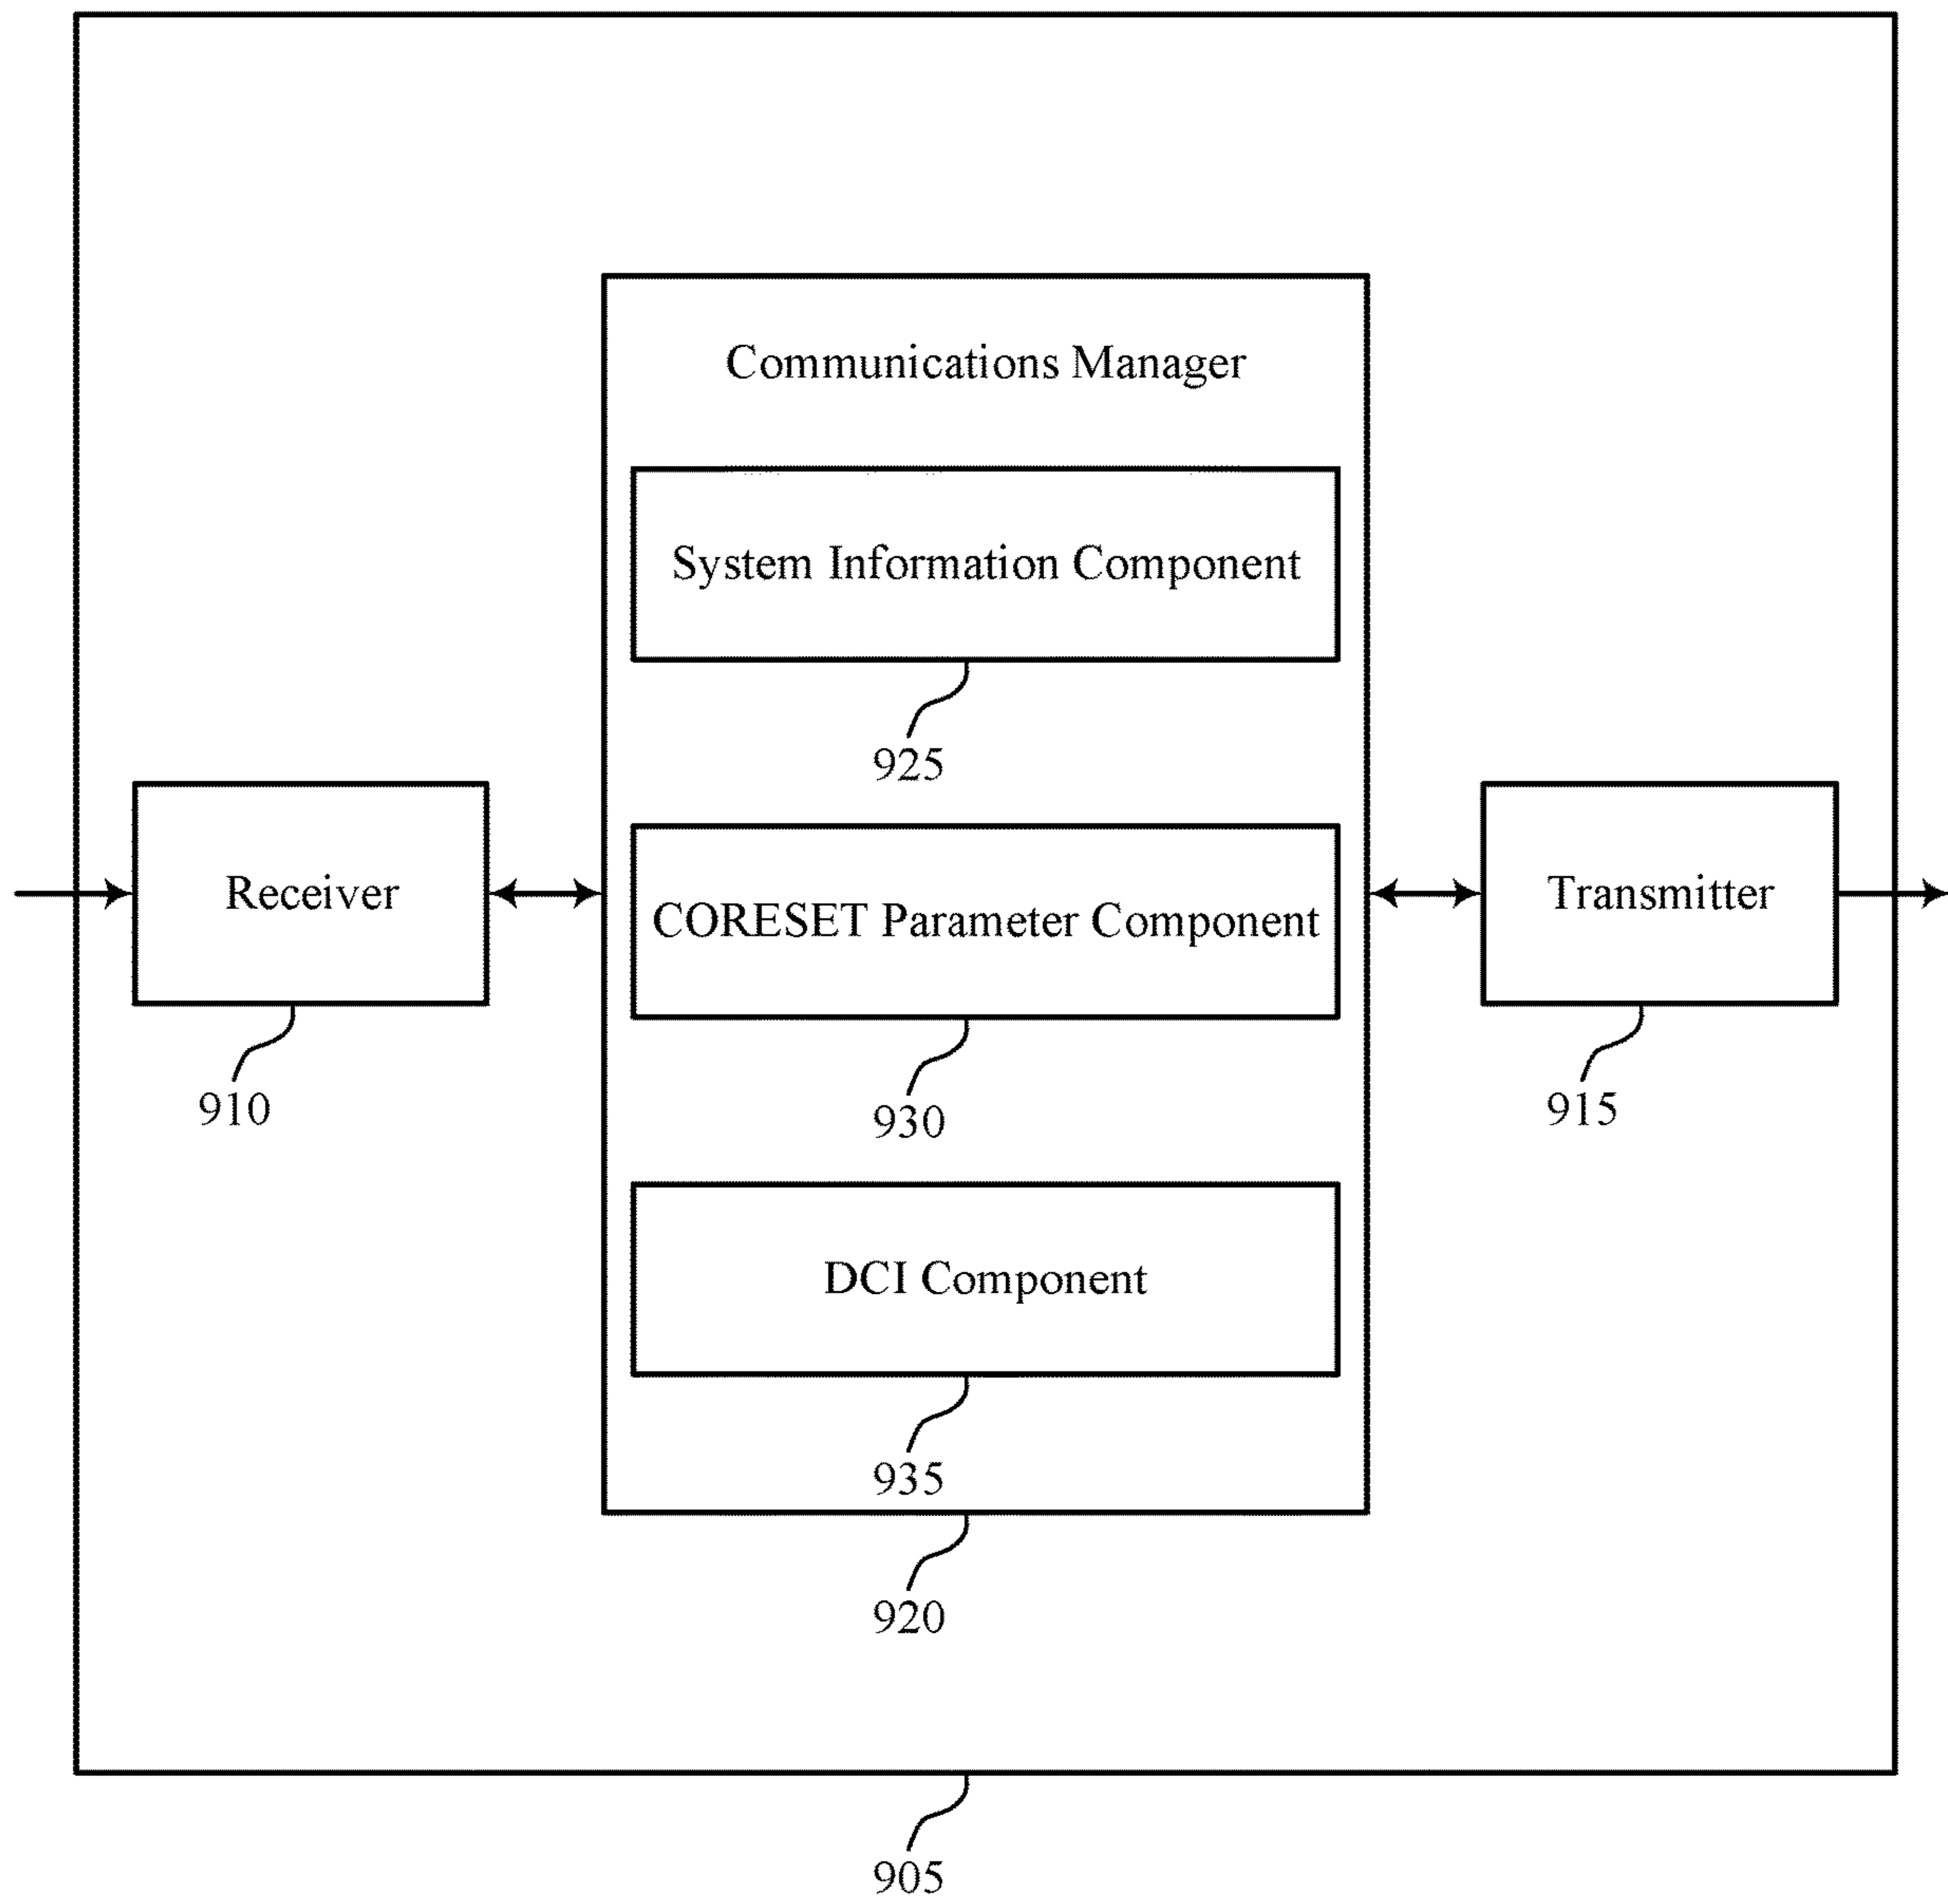 Communications Manager
System Information Component
925
Receiver
910
CORESET Parameter Component
930
Transmitter
915
DCI Component
935
920
905